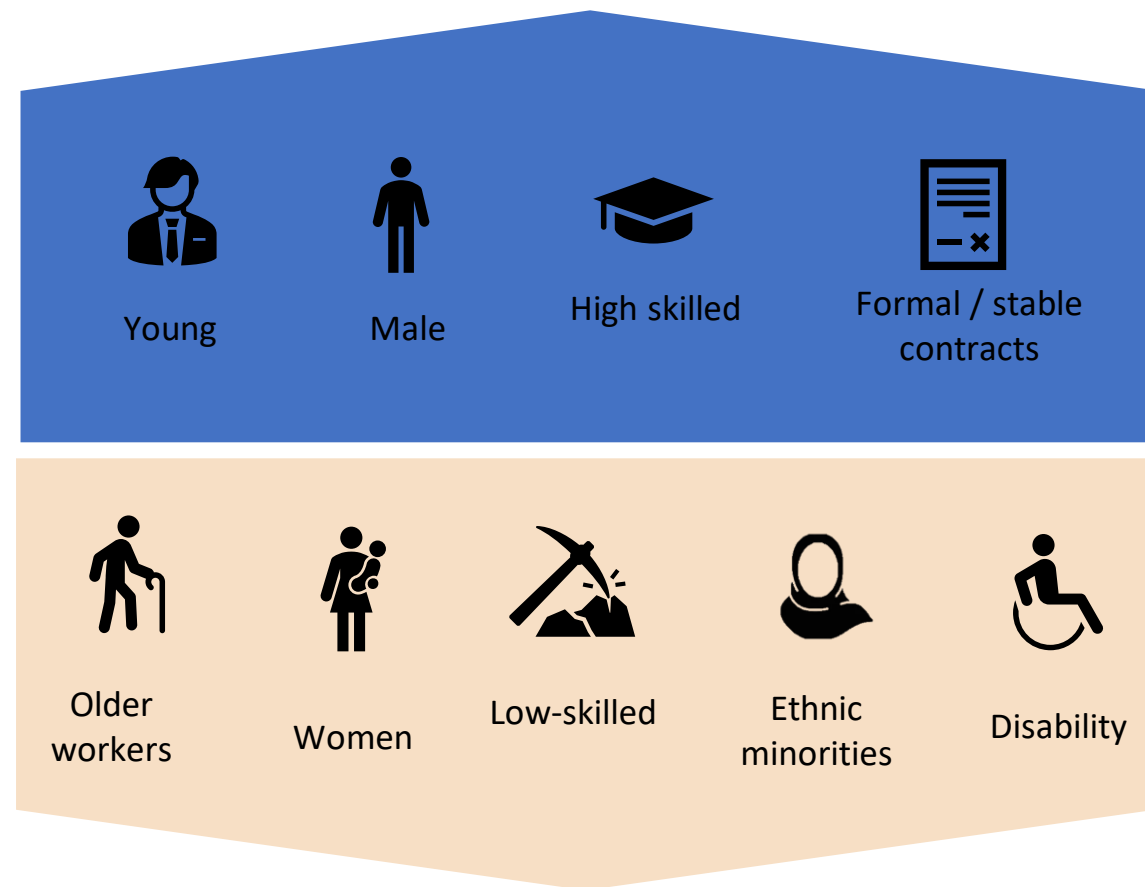 Young
Male
High skilled
Formal / stable
contracts
Older
workers
Women
Low-skilled
Ethnic
minorities
Disability